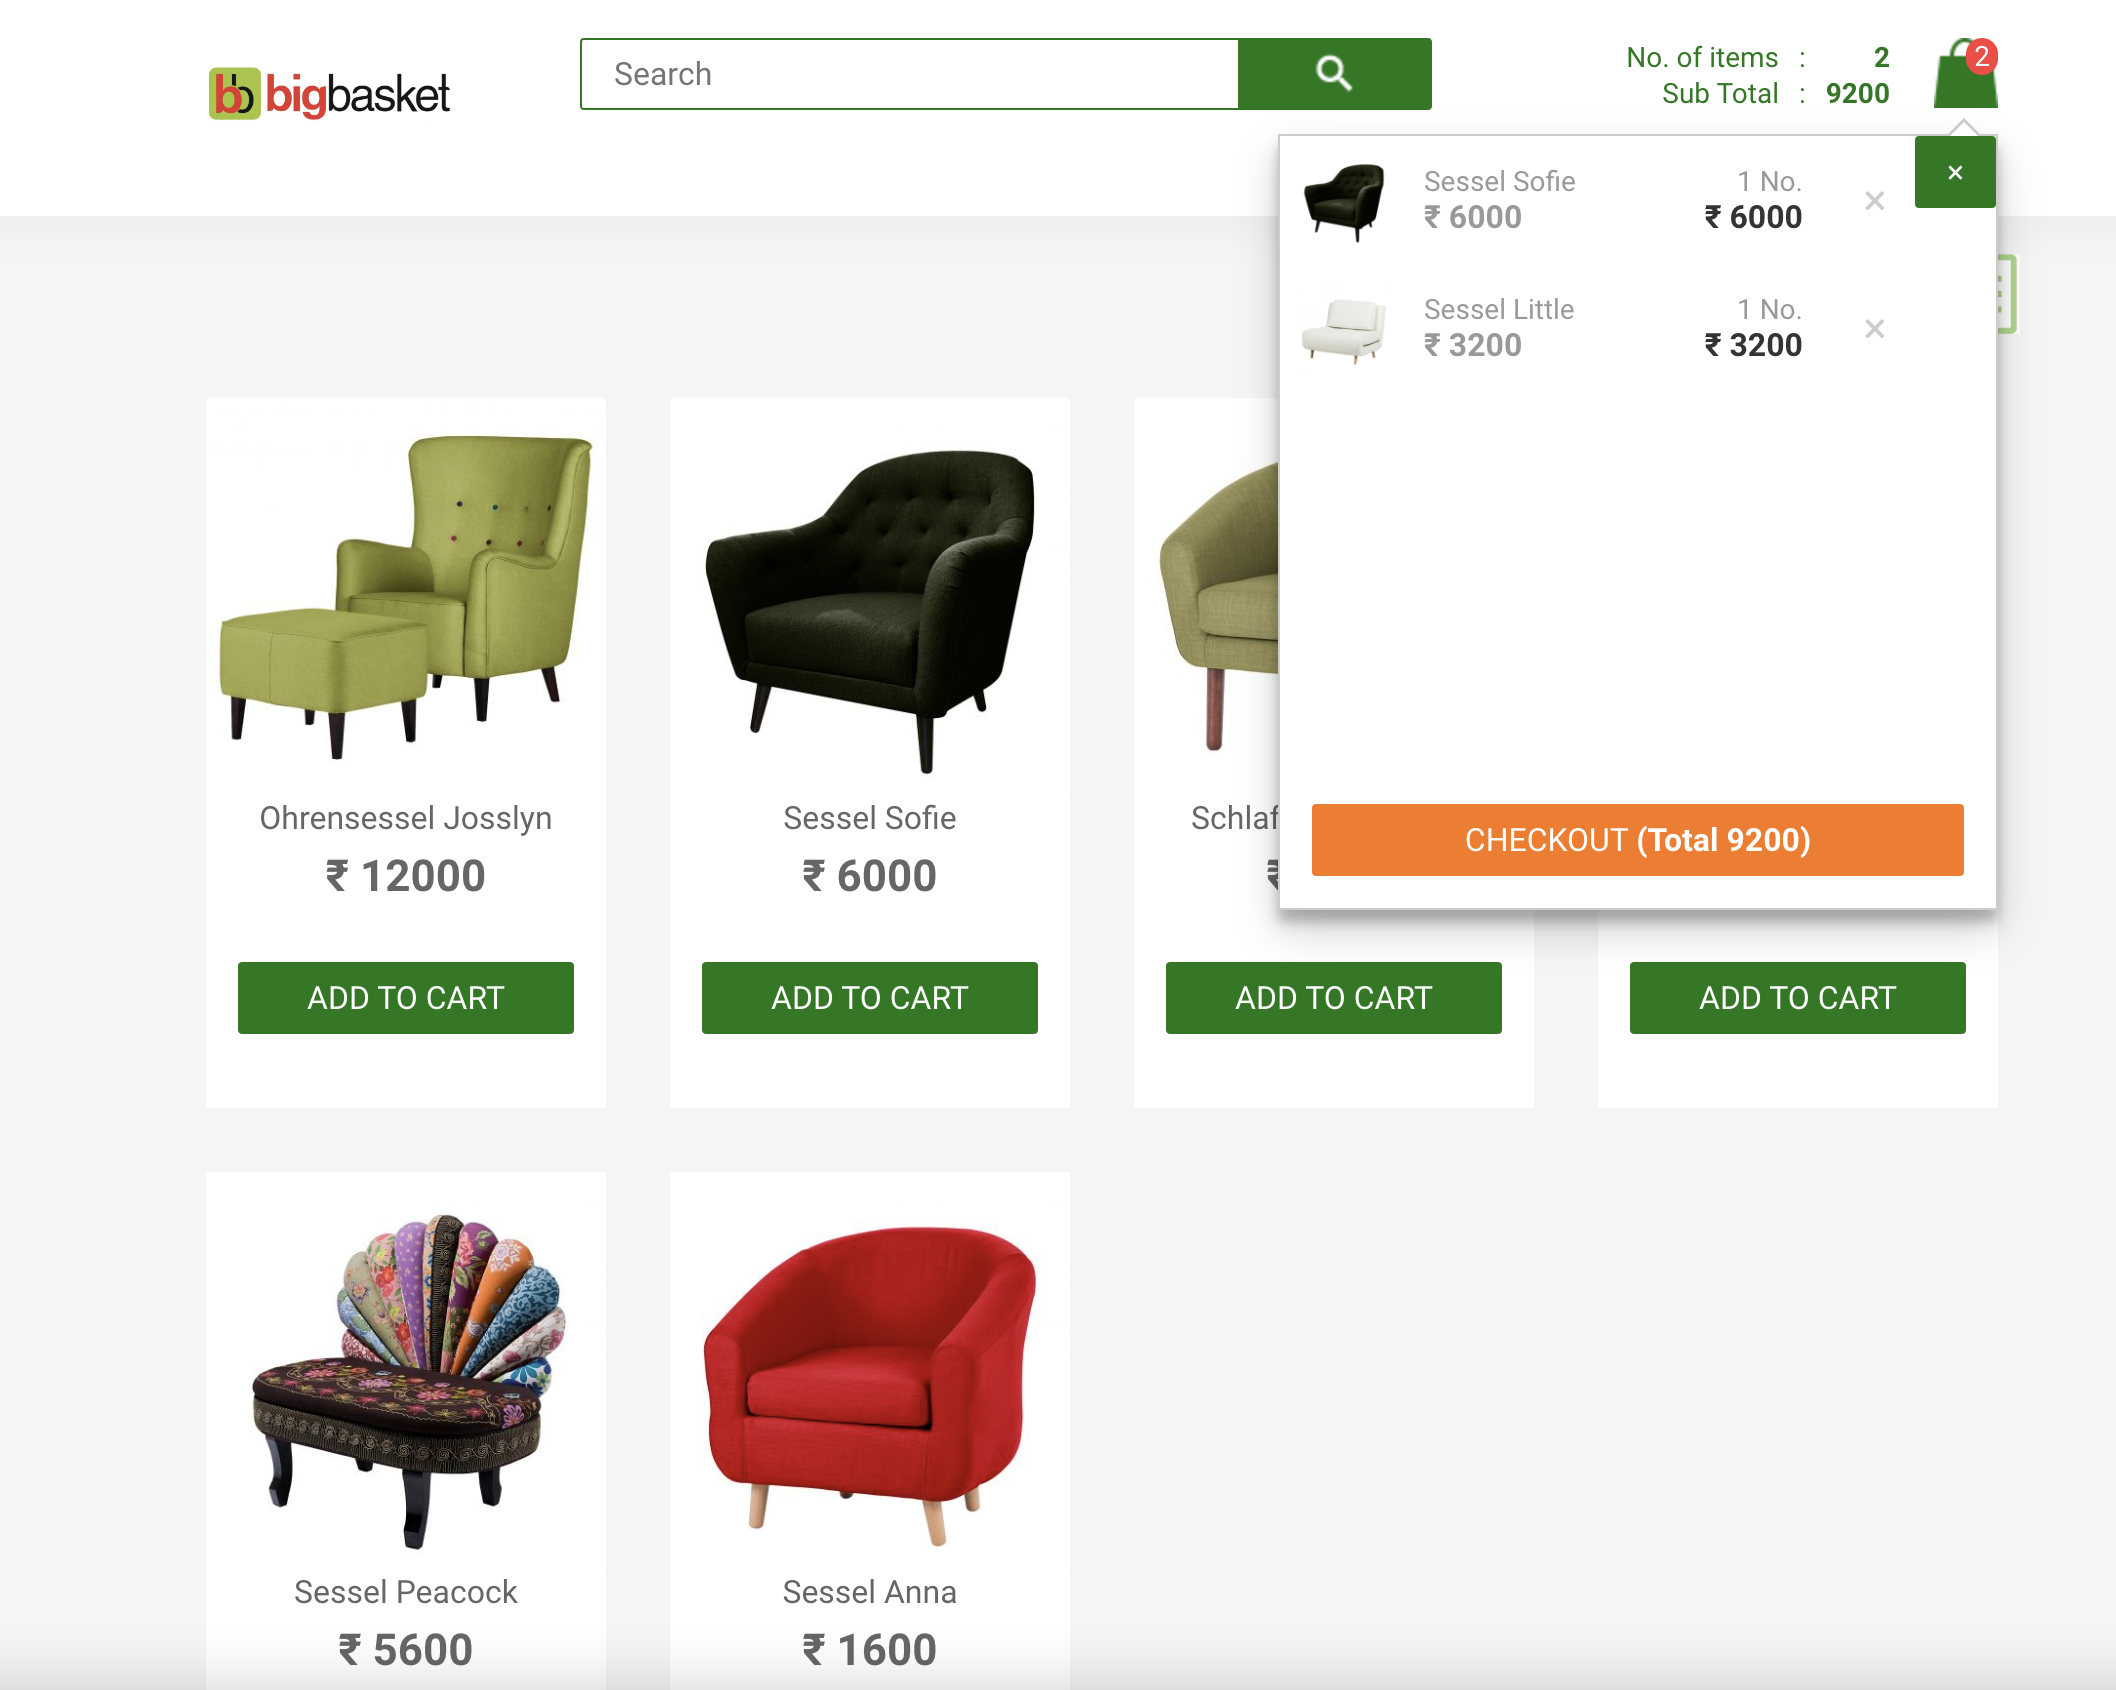 bigbasket
Search
No. of items : 2
Sub Total : 9200
2
×
Sessel Sofie 1 No. ×
₹ 6000 ₹ 6000
Sessel Little 1 No. ×
₹ 3200 ₹ 3200
CHECKOUT (Total 9200)
Ohrensessel Josslyn
₹ 12000
ADD TO CART
Sessel Sofie
₹ 6000
ADD TO CART
Schlaf
₹
ADD TO CART
ADD TO CART
Sessel Peacock
₹ 5600
Sessel Anna
₹ 1600